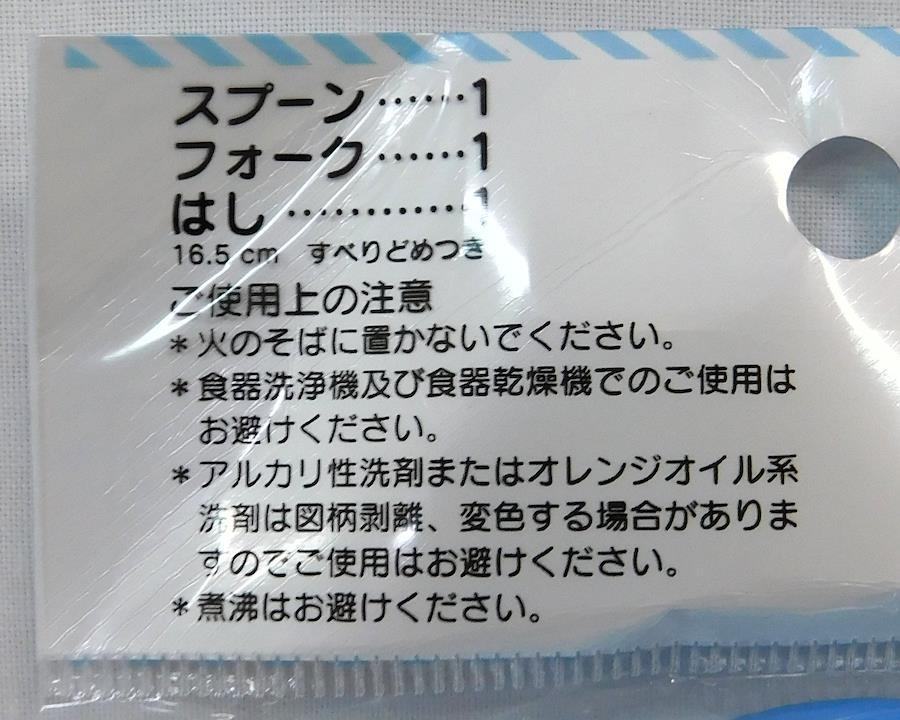 スプーン……1
フォーク……1
はし…………1
16.5cm すべりどめつき
ご使用上の注意
*火のそばに置かないでください。
*食器洗浄機及び食器乾燥機でのご使用は
お避けください。
*アルカリ性洗剤またはオレンジオイル系
洗剤は図柄剥離、変色する場合がありま
すのでご使用はお避けください。
*煮沸はお避けください。